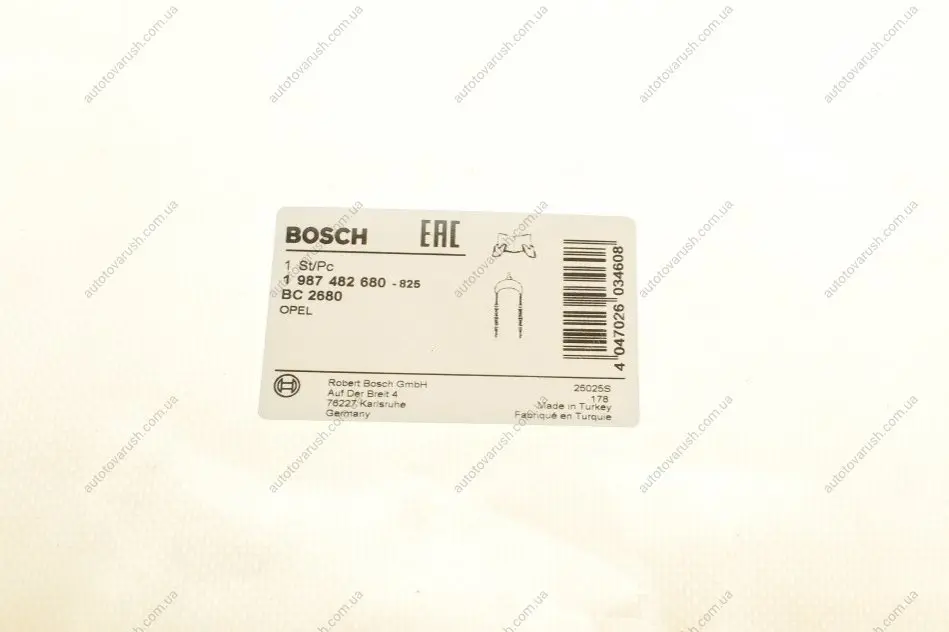 BOSCH
EAC
1 St/Pc
1 987 482 680 - 825
BC 2680
OPEL
4 047026 034608
Robert Bosch GmbH
Auf Der Breit 4
76227 Karlsruhe
Germany
25025S
178
Made in Turkey
Fabriqué en Turquie
autotovarush.com.ua